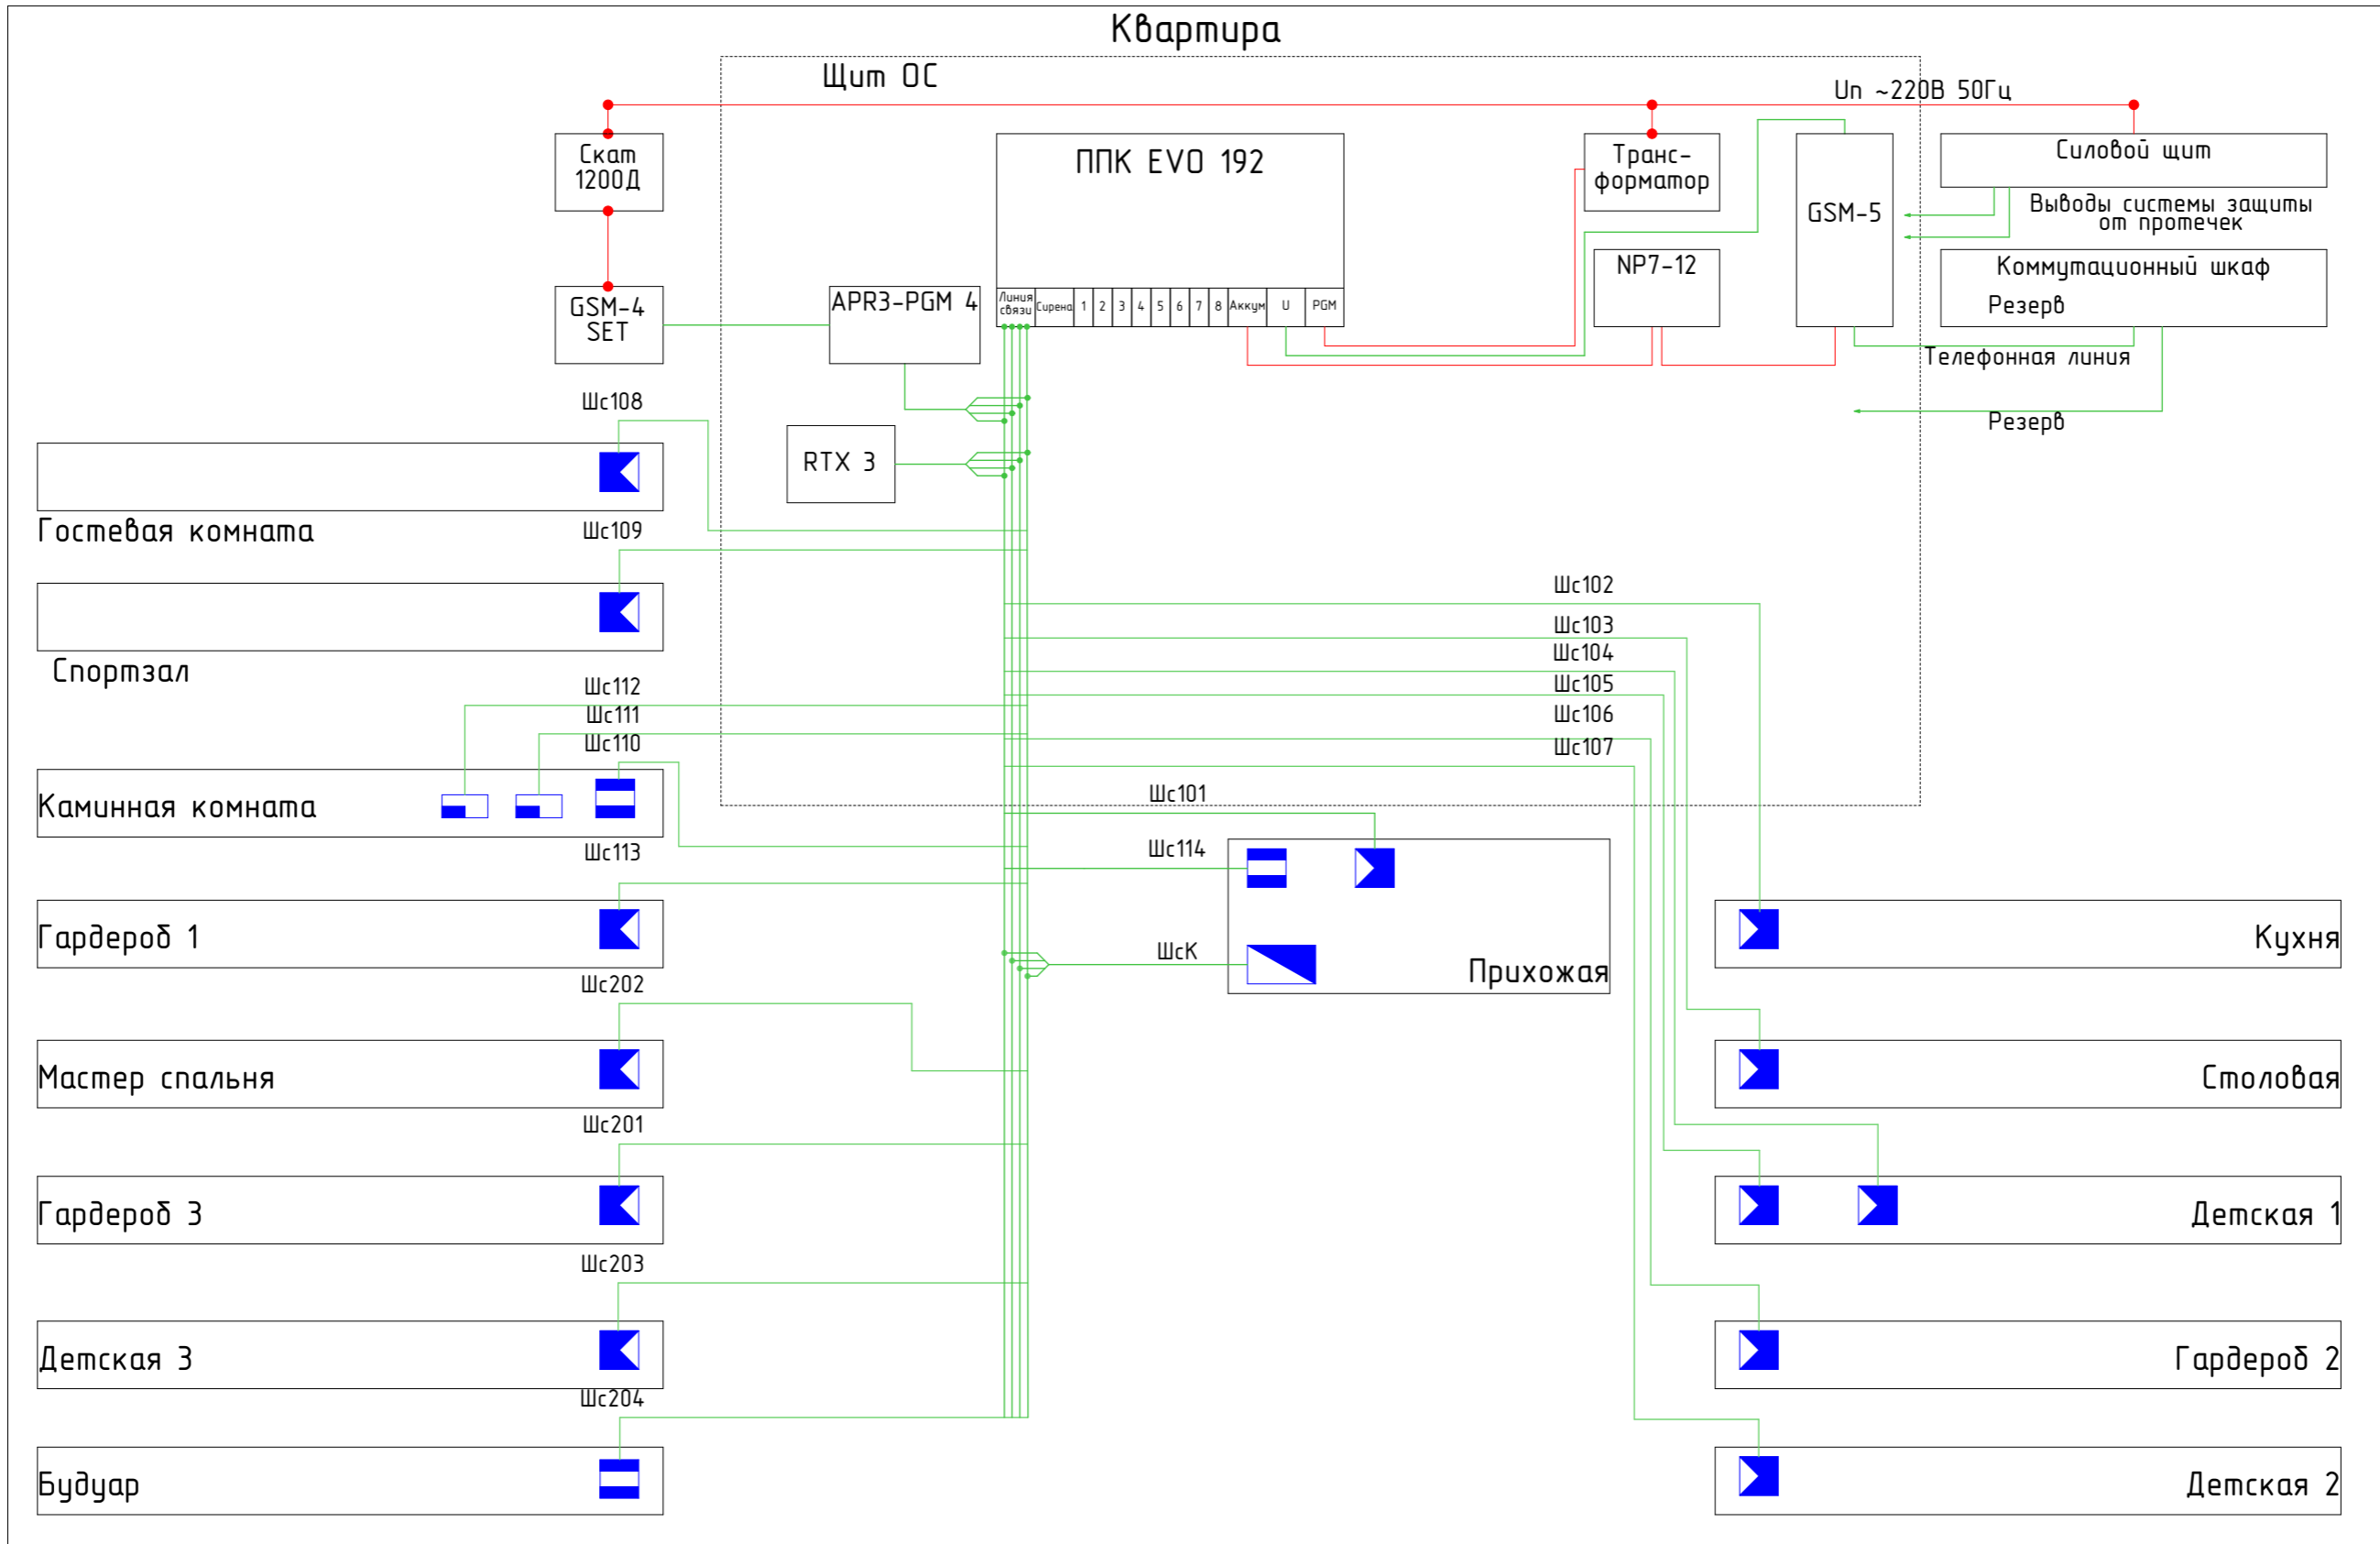 Квартира
Щит ОС
Uп ~220В 50Гц
Скат
1200Д
ППК EVO 192
Транс-
форматор
GSM-5
Силовой щит
Выводы системы защиты
от протечек
NP7-12
Коммутационный шкаф
Резерв
GSM-4
SET
APR3-PGM 4
Линия
связи
Сирена
1
2
3
4
5
6
7
8
Аккум
U
PGM
Телефонная линия
Резерв
Шс108
RTX 3
Гостевая комната
Шс109
Шс102
Шс103
Спортзал
Шс104
Шс112
Шс105
Шс111
Шс106
Шс110
Шс107
Каминная комната
Шс101
Шс113
Шс114
Гардероб 1
ШсК
Прихожая
Кухня
Шс202
Мастер спальня
Столовая
Шс201
Гардероб 3
Детская 1
Шс203
Детская 3
Гардероб 2
Шс204
Будуар
Детская 2